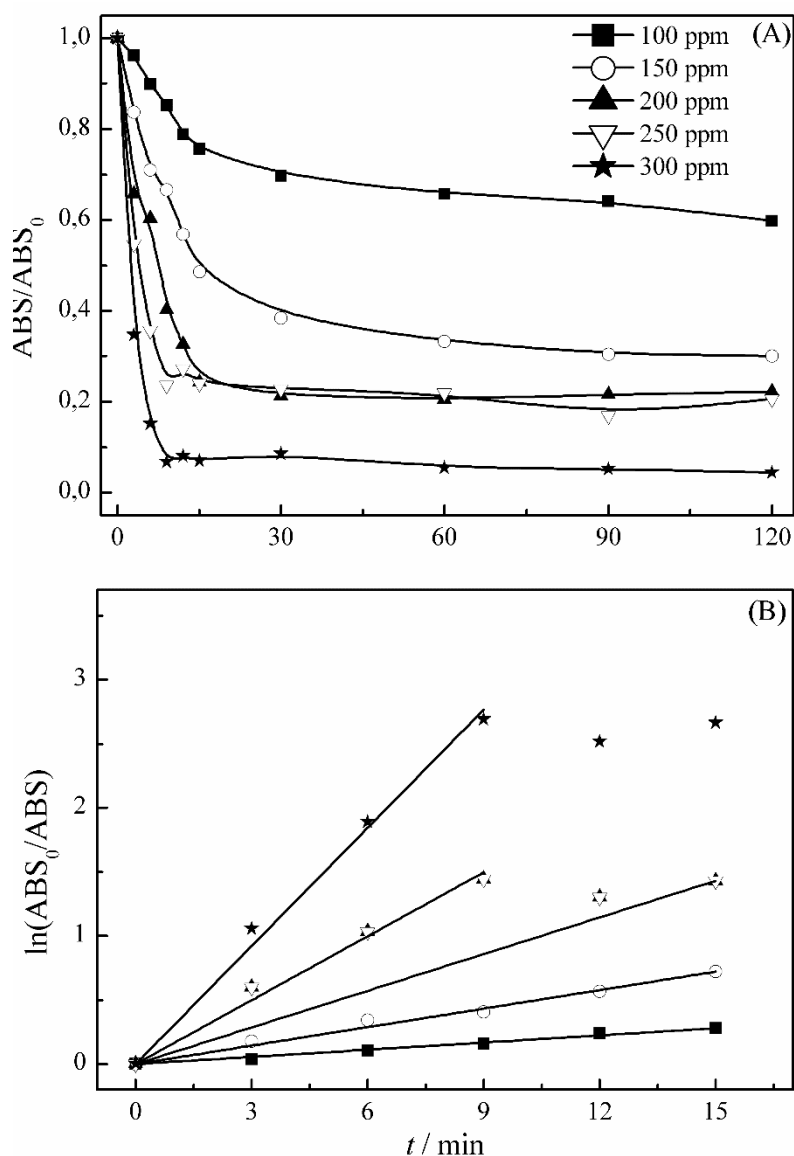 (A)
1,0
0,8
0,6
0,4
0,2
0,0
ABS/ABS₀
100 ppm
150 ppm
200 ppm
250 ppm
300 ppm
0 30 60 90 120
(B)
3
2
1
0
ln(ABS₀/ABS)
0 3 6 9 12 15
t / min